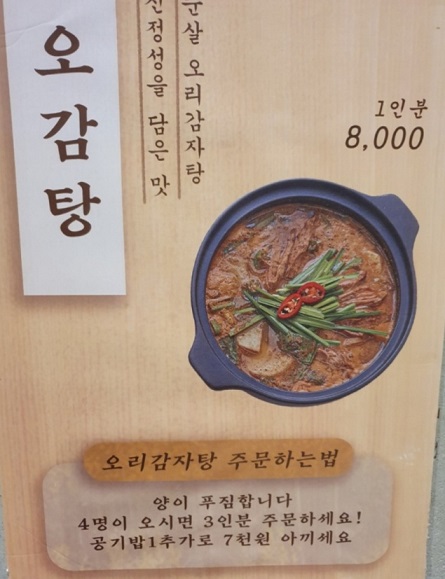 오감탕
순살 오리감자탕
정성을 담은 맛
1인분
8,000
오리감자탕 주문하는법
양이 푸짐합니다
4명이 오시면 3인분 주문하세요!
공기밥1추가로 7천원 아끼세요